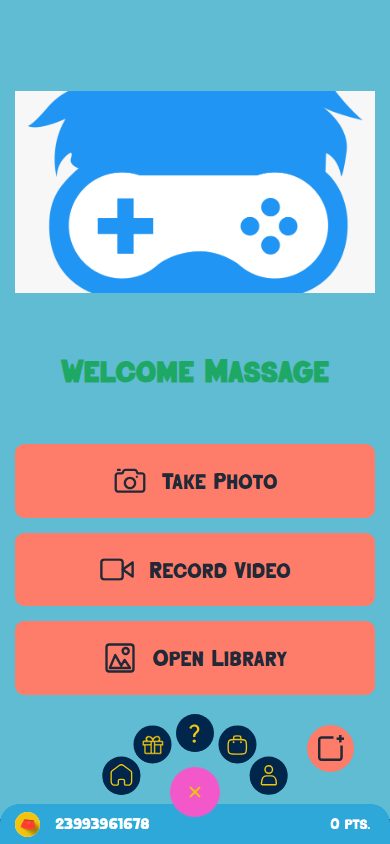 Welcome Massage
Take Photo
Record Video
Open Library
?
23993961678
0 PTS.